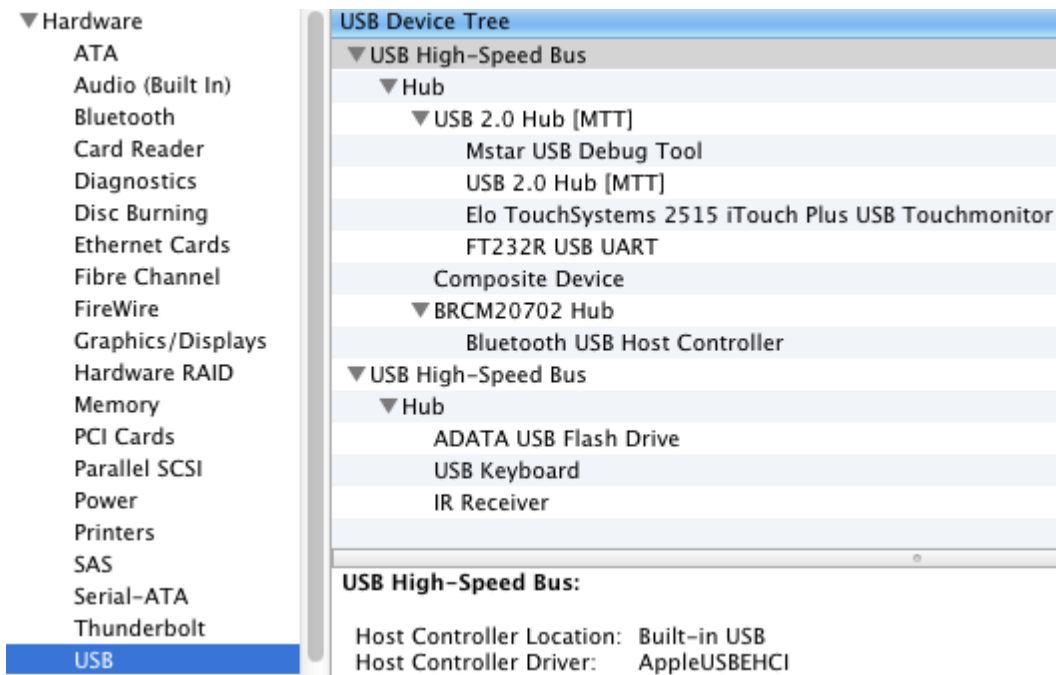 Hardware
ATA
Audio (Built In)
Bluetooth
Card Reader
Diagnostics
Disc Burning
Ethernet Cards
Fibre Channel
FireWire
Graphics/Displays
Hardware RAID
Memory
PCI Cards
Parallel SCSI
Power
Printers
SAS
Serial-ATA
Thunderbolt
USB
USB Device Tree
USB High-Speed Bus
Hub
USB 2.0 Hub [MTT]
Mstar USB Debug Tool
USB 2.0 Hub [MTT]
Elo TouchSystems 2515 iTouch Plus USB Touchmonitor
FT232R USB UART
Composite Device
BRCM20702 Hub
Bluetooth USB Host Controller
USB High-Speed Bus
Hub
ADATA USB Flash Drive
USB Keyboard
IR Receiver
USB High-Speed Bus:
Host Controller Location: Built-in USB
Host Controller Driver: AppleUSBEHCI